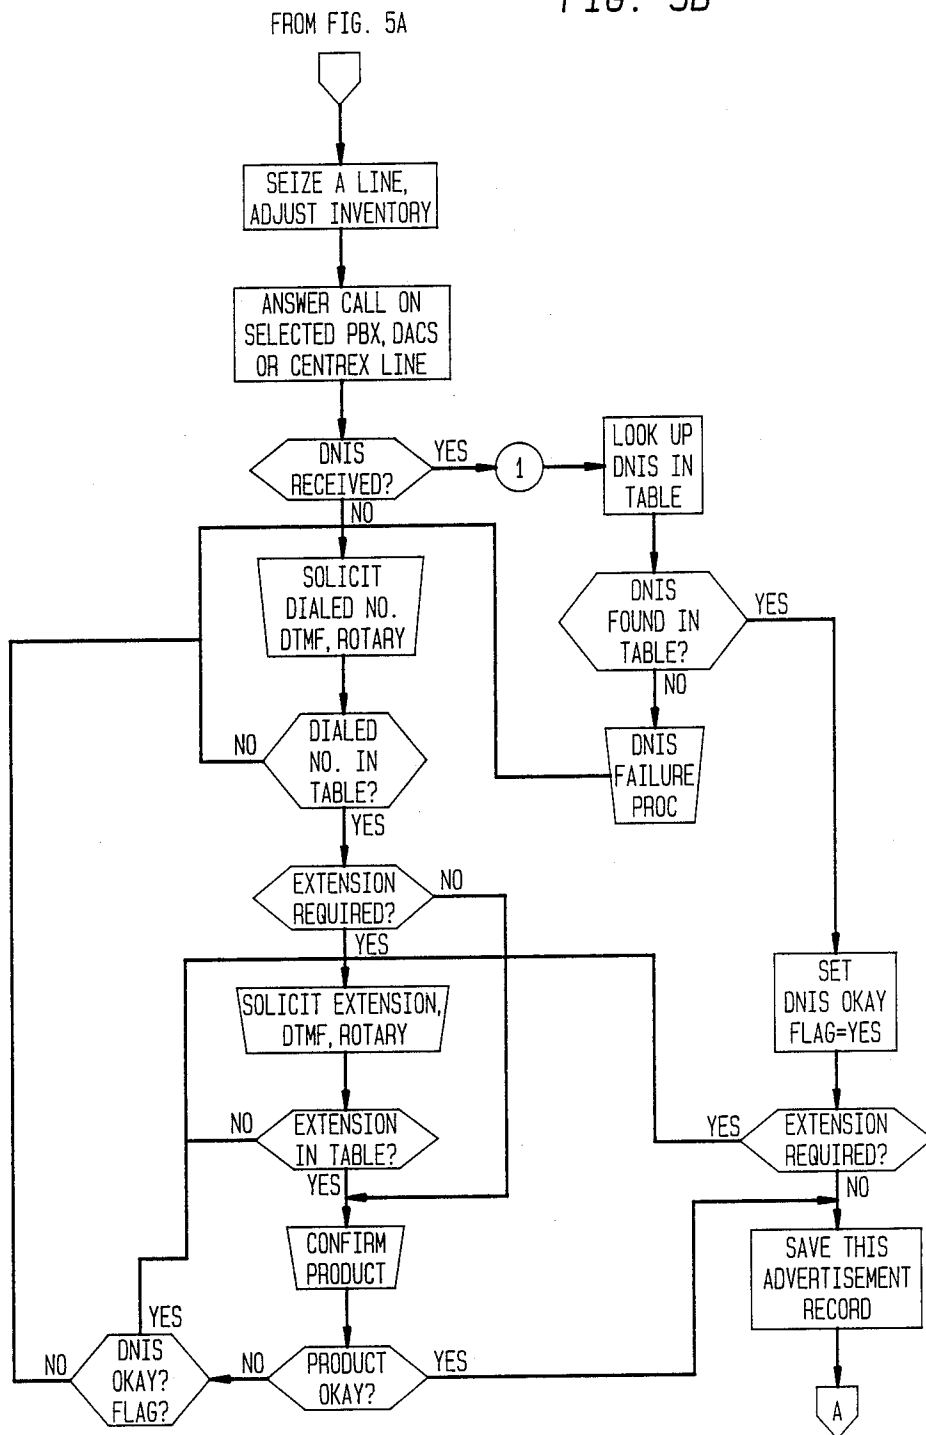 FIG. 5B
FROM FIG. 5A
SEIZE A LINE,
ADJUST INVENTORY
ANSWER CALL ON
SELECTED PBX, DACS
OR CENTREX LINE
DNIS
RECEIVED?
YES
1
LOOK UP
DNIS IN
TABLE
NO
SOLICIT
DIALED NO.
DTMF, ROTARY
DNIS
FOUND IN
TABLE?
YES
NO
DIALED
NO. IN
TABLE?
NO
YES
DNIS
FAILURE
PROC
EXTENSION
REQUIRED?
NO
YES
SOLICIT EXTENSION,
DTMF, ROTARY
SET
DNIS OKAY
FLAG=YES
EXTENSION
IN TABLE?
NO
YES
EXTENSION
REQUIRED?
YES
NO
CONFIRM
PRODUCT
SAVE THIS
ADVERTISEMENT
RECORD
PRODUCT
OKAY?
NO
YES
DNIS
OKAY?
FLAG?
YES
NO
A